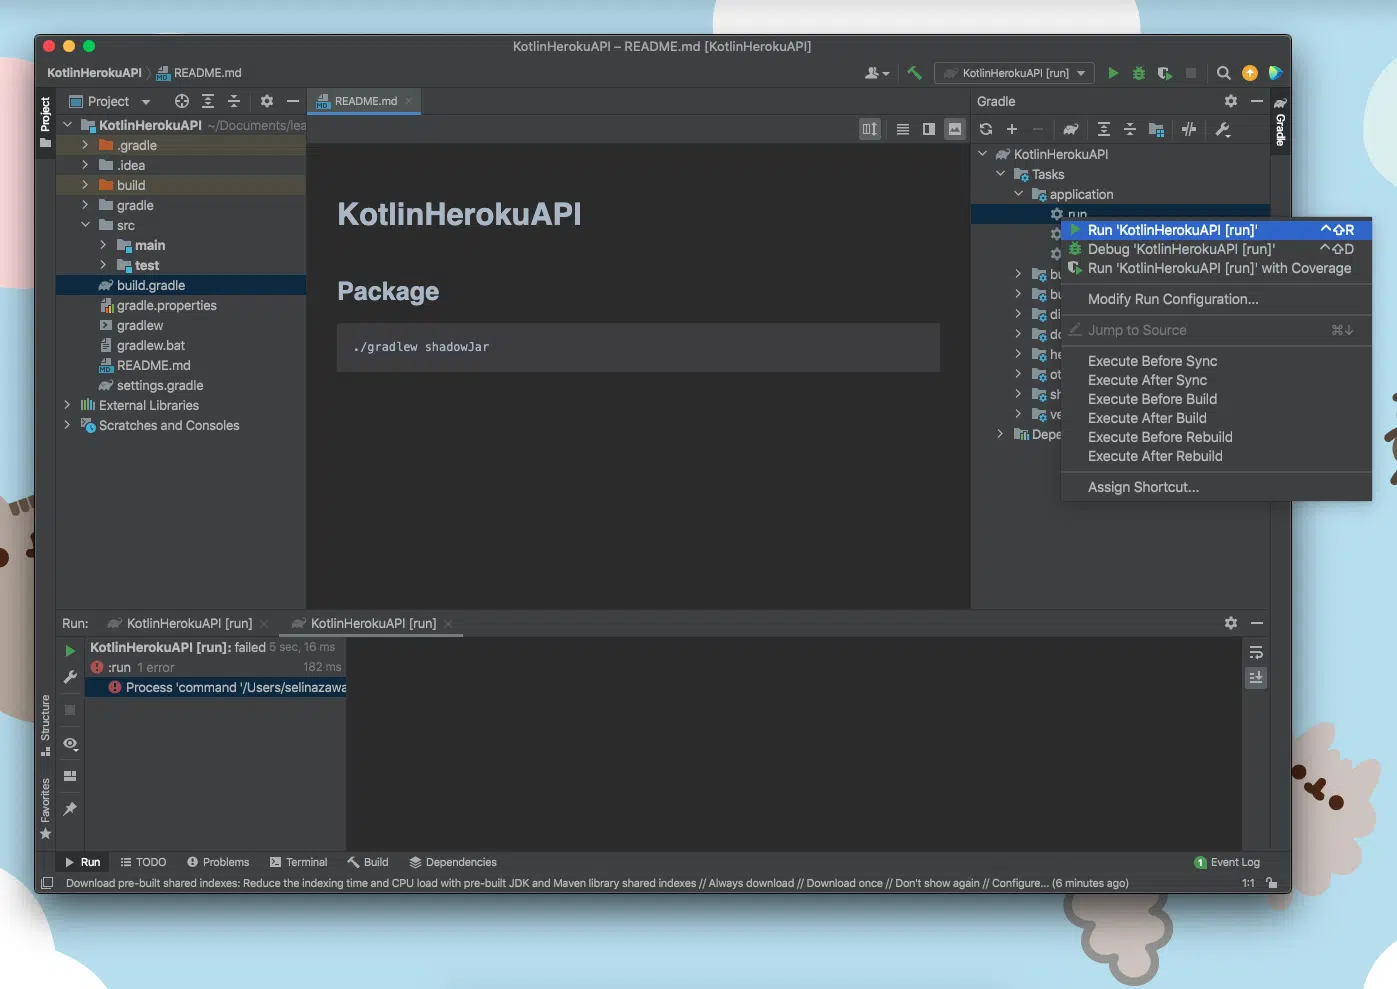 KotlinHerokuAPI – README.md [KotlinHerokuAPI]
KotlinHerokuAPI
README.md
KotlinHerokuAPI [run]
Project
Project
README.md
Gradle
Gradle
KotlinHerokuAPI ~/Documents/lea
.gradle
.idea
build
gradle
src
main
test
build.gradle
gradle.properties
gradlew
gradlew.bat
README.md
settings.gradle
External Libraries
Scratches and Consoles
KotlinHerokuAPI
Package
./gradlew shadowJar
KotlinHerokuAPI
Tasks
application
run
bu
bu
di
do
he
ot
sh
ve
Depe
Run 'KotlinHerokuAPI [run]' ^⇧R
Debug 'KotlinHerokuAPI [run]' ^⇧D
Run 'KotlinHerokuAPI [run]' with Coverage
Modify Run Configuration...
Jump to Source ⌘↓
Execute Before Sync
Execute After Sync
Execute Before Build
Execute After Build
Execute Before Rebuild
Execute After Rebuild
Assign Shortcut...
Run: KotlinHerokuAPI [run] KotlinHerokuAPI [run]
KotlinHerokuAPI [run]: failed 5 sec, 16 ms
:run 1 error 182 ms
Process 'command '/Users/selinazawa
Structure
Favorites
Run TODO Problems Terminal Build Dependencies 1 Event Log
Download pre-built shared indexes: Reduce the indexing time and CPU load with pre-built JDK and Maven library shared indexes // Always download // Download once // Don't show again // Configure... (6 minutes ago) 1:1